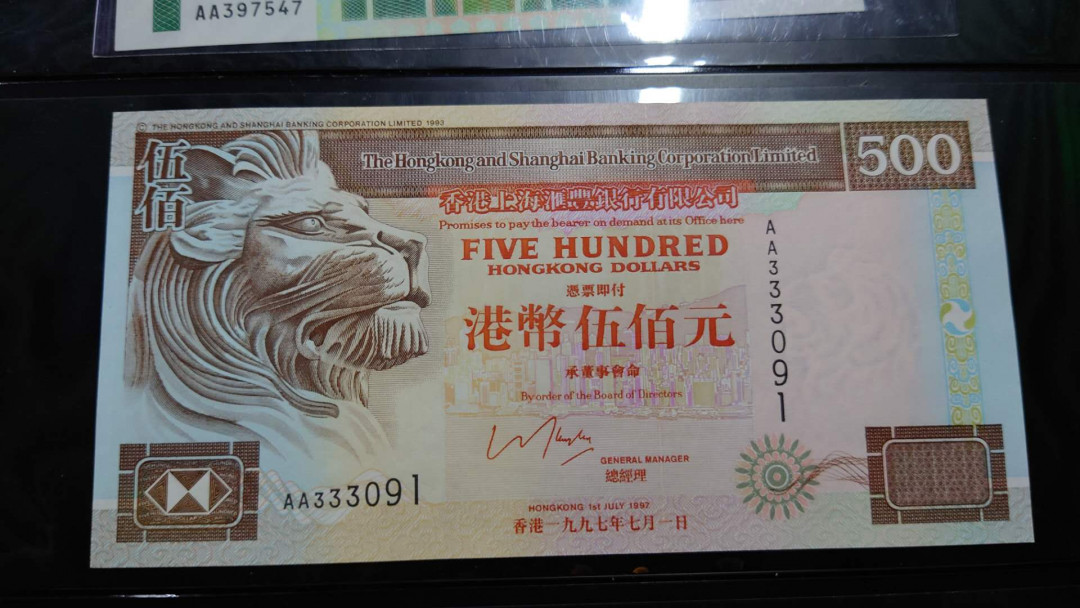 AA397547
© THE HONGKONG AND SHANGHAI BANKING CORPORATION LIMITED 1993
伍佰
The Hongkong and Shanghai Banking Corporation Limited
500
香港上海滙豐銀行有限公司
Promises to pay the bearer on demand at its Office here
FIVE HUNDRED
HONGKONG DOLLARS
憑票即付
港幣伍佰元
AA333091
承董事會命
By order of the Board of Directors
GENERAL MANAGER
總經理
AA333091
HONGKONG 1st JULY 1997
香港一九九七年七月一日